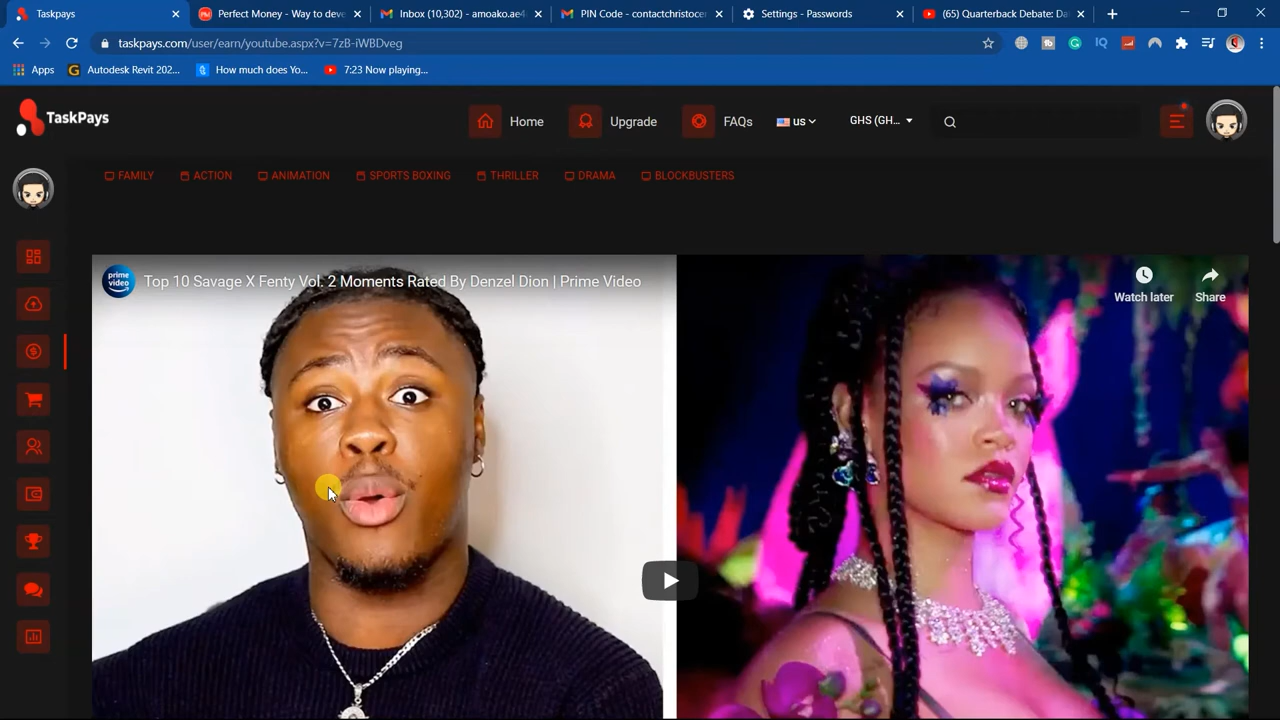 Taskpays
Perfect Money - Way to deve
Inbox (10,302) - amoako.ae4
PIN Code - contactchristocer
Settings - Passwords
(65) Quarterback Debate: Da
taskpays.com/user/earn/youtube.aspx?v=7zB-iWBDveg
Apps
Autodesk Revit 202...
How much does Yo...
7:23 Now playing...
TaskPays
Home
Upgrade
FAQs
us
GHS (GH...
FAMILY
ACTION
ANIMATION
SPORTS BOXING
THRILLER
DRAMA
BLOCKBUSTERS
prime video
Top 10 Savage X Fenty Vol. 2 Moments Rated By Denzel Dion | Prime Video
Watch later
Share